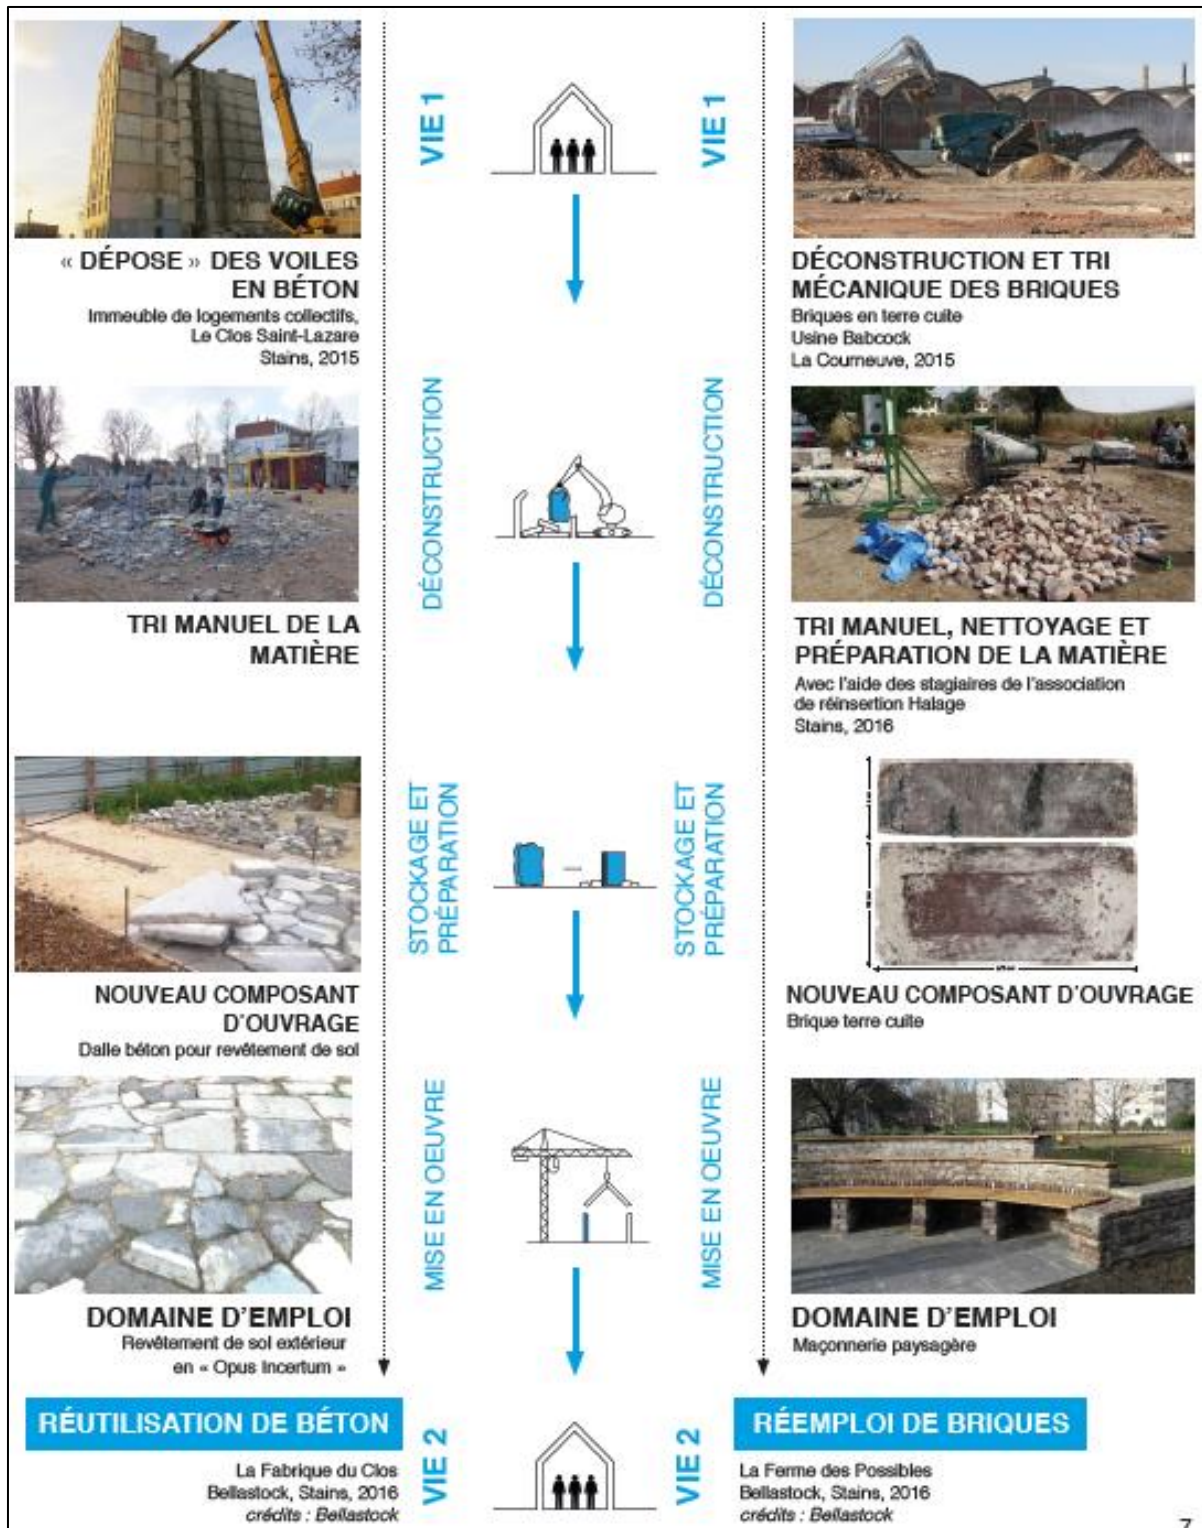 « DÉPOSE » DES VOILES
EN BÉTON
Immeuble de logements collectifs,
Le Clos Saint-Lazare
Stains, 2015
TRI MANUEL DE LA
MATIÈRE
NOUVEAU COMPOSANT
D'OUVRAGE
Dalle béton pour revêtement de sol
DOMAINE D'EMPLOI
Revêtement de sol extérieur
en « Opus Incertum »
RÉUTILISATION DE BÉTON
La Fabrique du Clos
Bellastock, Stains, 2016
crédits : Bellastock
VIE 1
DÉCONSTRUCTION
STOCKAGE ET
PRÉPARATION
MISE EN OEUVRE
VIE 2
VIE 1
DÉCONSTRUCTION
STOCKAGE ET
PRÉPARATION
MISE EN OEUVRE
VIE 2
DÉCONSTRUCTION ET TRI
MÉCANIQUE DES BRIQUES
Briques en terre cuite
Usine Babcock
La Courneuve, 2015
TRI MANUEL, NETTOYAGE ET
PRÉPARATION DE LA MATIÈRE
Avec l'aide des stagiaires de l'association
de réinsertion Halage
Stains, 2016
NOUVEAU COMPOSANT D'OUVRAGE
Brique terre cuite
DOMAINE D'EMPLOI
Maçonnerie paysagère
RÉEMPLOI DE BRIQUES
La Ferme des Possibles
Bellastock, Stains, 2016
crédits : Bellastock
7